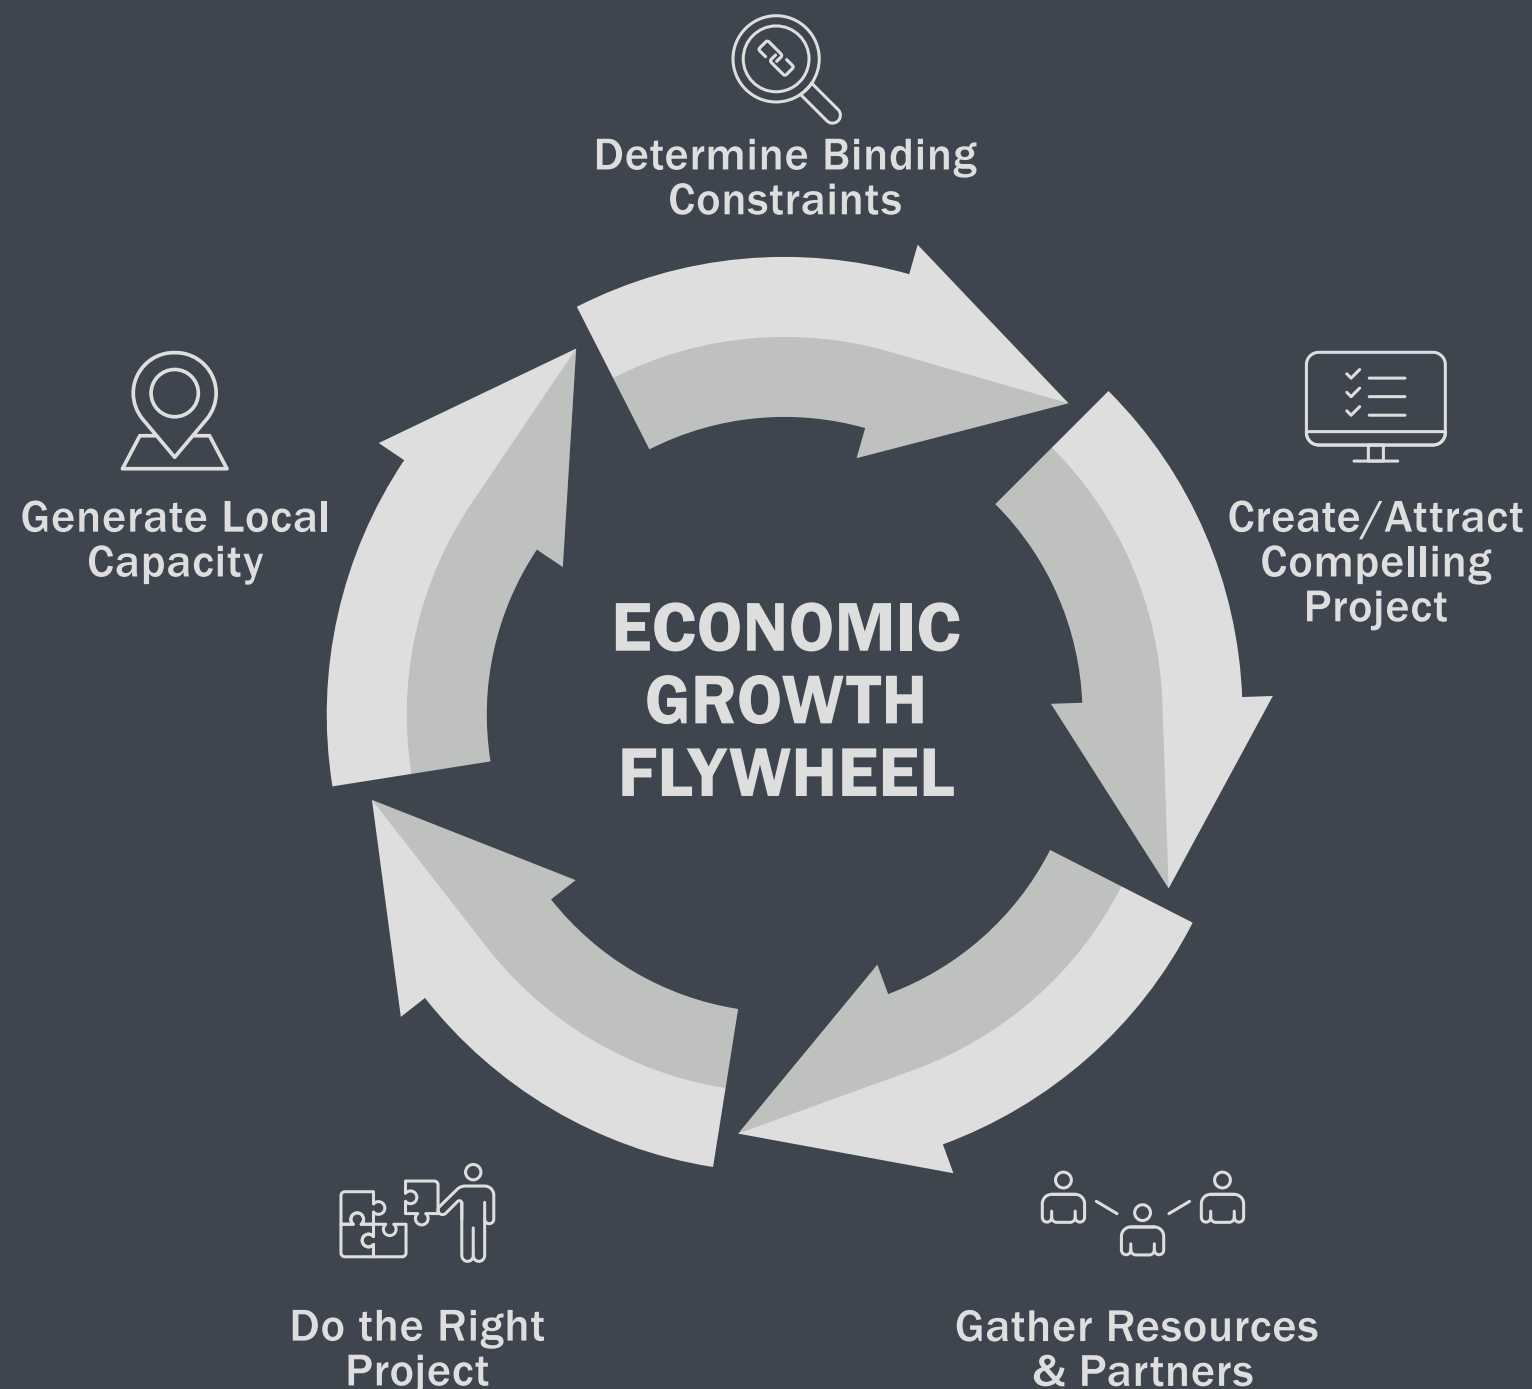 Determine Binding
Constraints
Create/Attract
Compelling
Project
Gather Resources
& Partners
Do the Right
Project
Generate Local
Capacity
ECONOMIC
GROWTH
FLYWHEEL